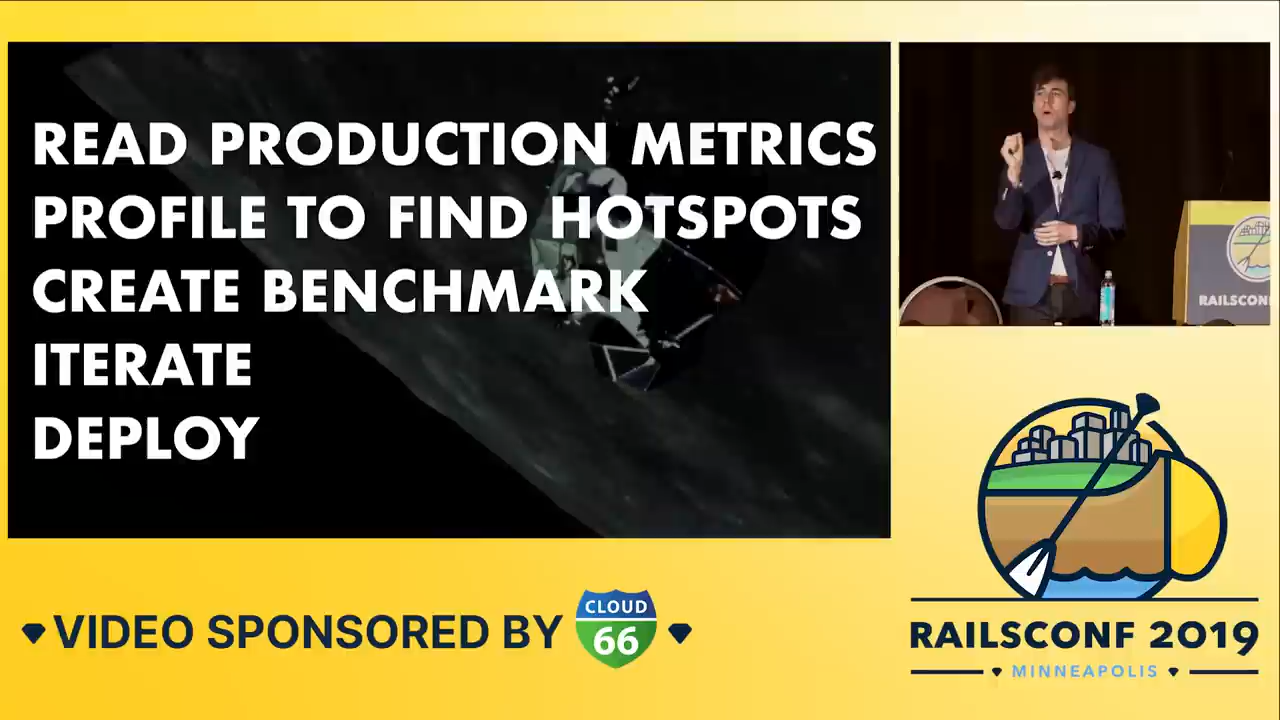 READ PRODUCTION METRICS
PROFILE TO FIND HOTSPOTS
CREATE BENCHMARK
ITERATE
DEPLOY
RAILSCON
VIDEO SPONSORED BY
CLOUD
66
RAILSCONF 2019
MINNEAPOLIS